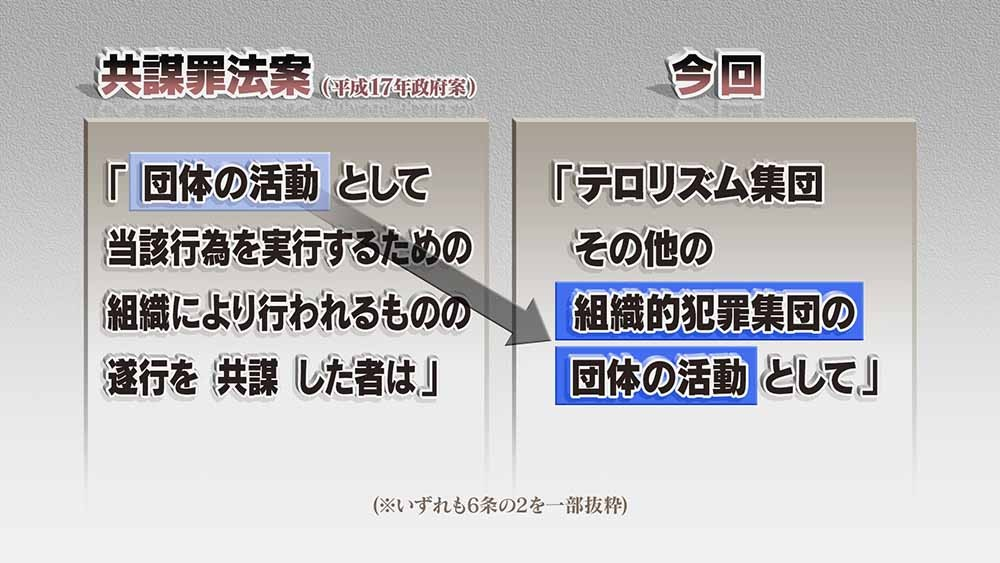 共謀罪法案(平成17年政府案)
「団体の活動として
当該行為を実行するための
組織により行われるものの
遂行を 共謀 した者は」
今回
「テロリズム集団
その他の
組織的犯罪集団の
団体の活動として」
(※いずれも6条の2を一部抜粋)